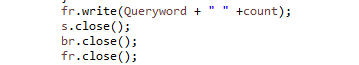 fr.write(Queryword + " " +count);
s.close();
br.close();
fr.close();